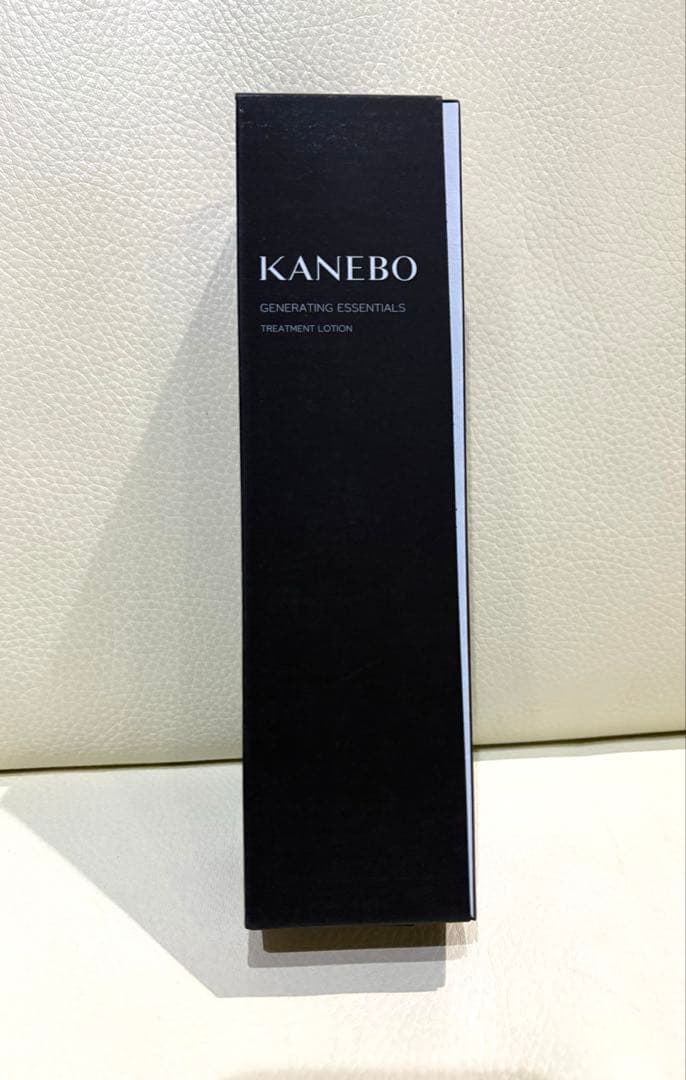 KANEBO
GENERATING ESSENTIALS
TREATMENT LOTION